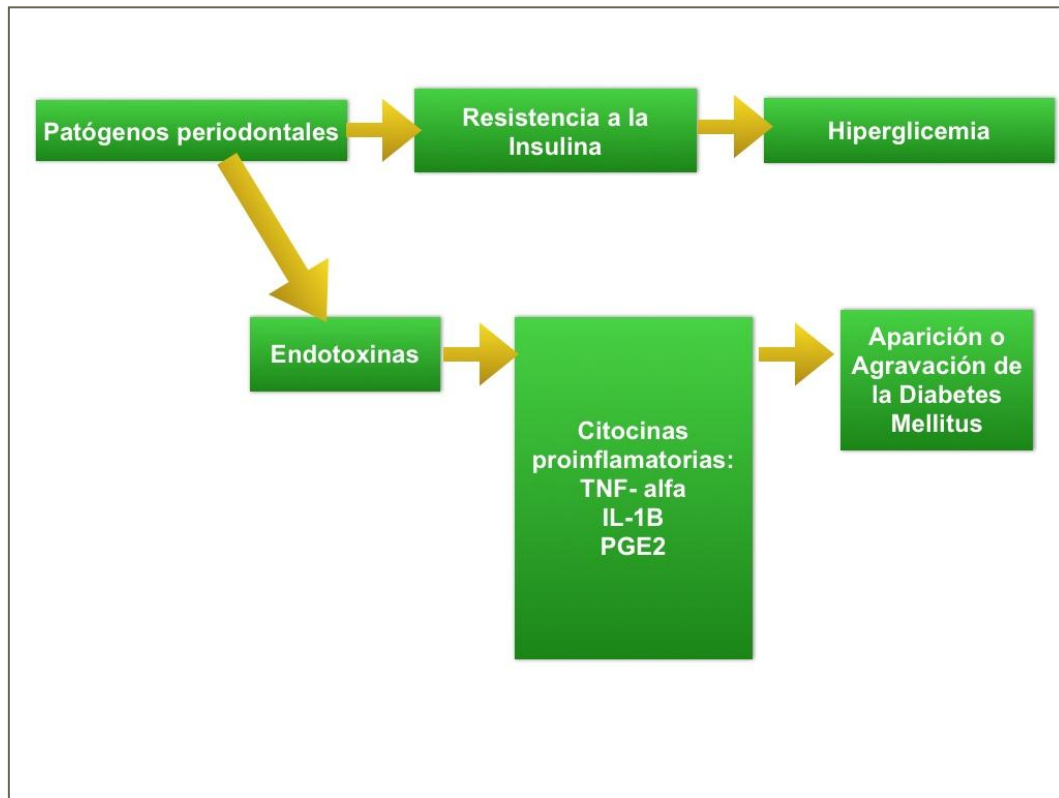 Patógenos periodontales
Resistencia a la
Insulina
Hiperglicemia
Endotoxinas
Citocinas
proinflamatorias:
TNF- alfa
IL-1B
PGE2
Aparición o
Agravación de
la Diabetes
Mellitus